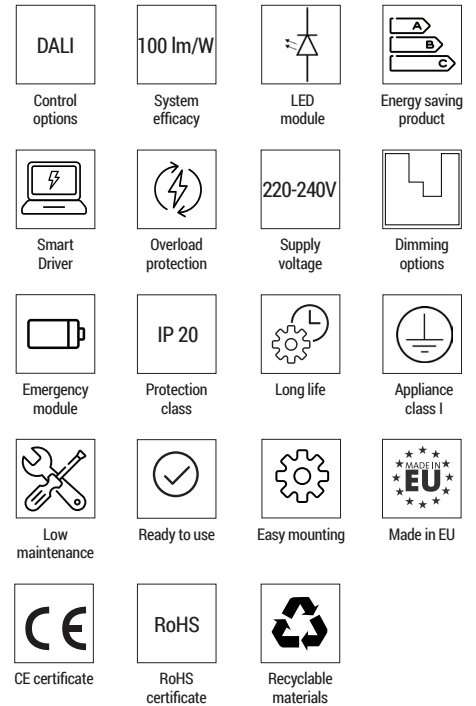 DALI
Control
options
100 lm/W
System
efficacy
LED
module
A
B
C
Energy saving
product
Smart
Driver
Overload
protection
220-240V
Supply
voltage
Dimming
options
Emergency
module
IP 20
Protection
class
Long life
Appliance
class I
Low
maintenance
Ready to use
Easy mounting
MADE IN
EU
Made in EU
CE
CE certificate
RoHS
RoHS
certificate
Recyclable
materials